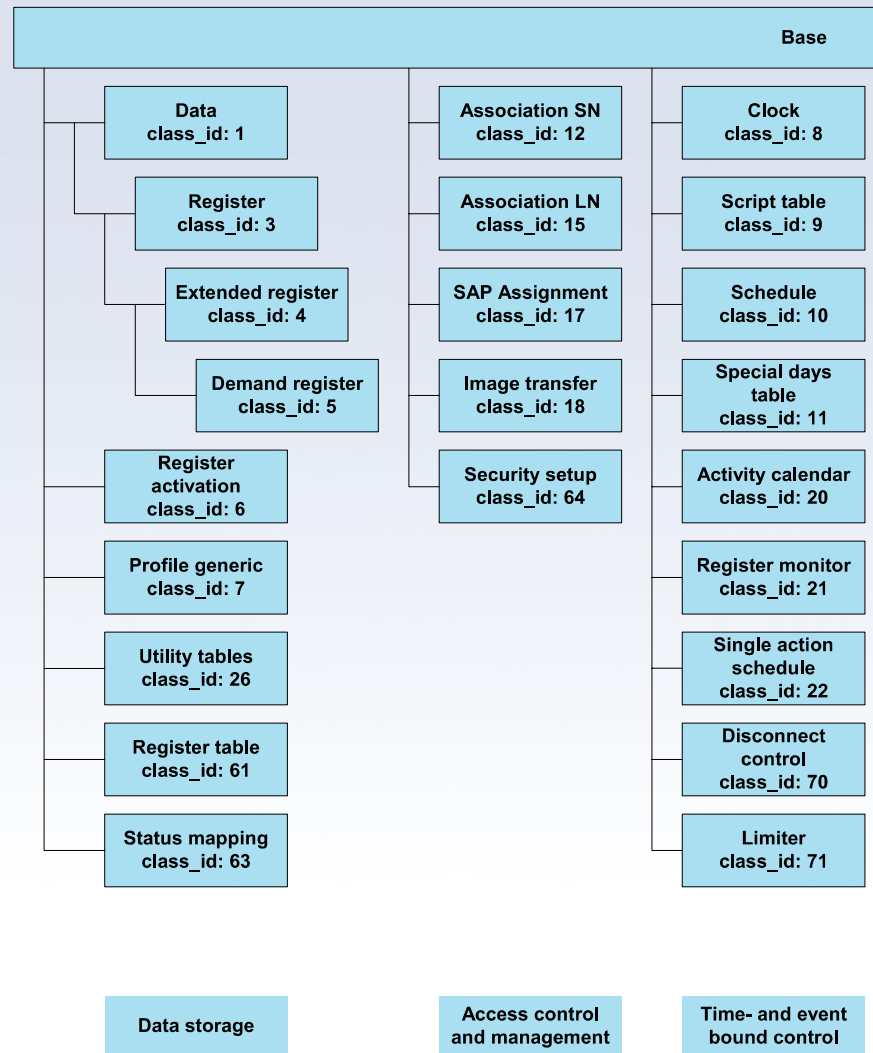 Base
Data
class_id: 1
Register
class_id: 3
Extended register
class_id: 4
Demand register
class_id: 5
Register
activation
class_id: 6
Profile generic
class_id: 7
Utility tables
class_id: 26
Register table
class_id: 61
Status mapping
class_id: 63
Data storage
Association SN
class_id: 12
Association LN
class_id: 15
SAP Assignment
class_id: 17
Image transfer
class_id: 18
Security setup
class_id: 64
Access control
and management
Clock
class_id: 8
Script table
class_id: 9
Schedule
class_id: 10
Special days
table
class_id: 11
Activity calendar
class_id: 20
Register monitor
class_id: 21
Single action
schedule
class_id: 22
Disconnect
control
class_id: 70
Limiter
class_id: 71
Time- and event
bound control